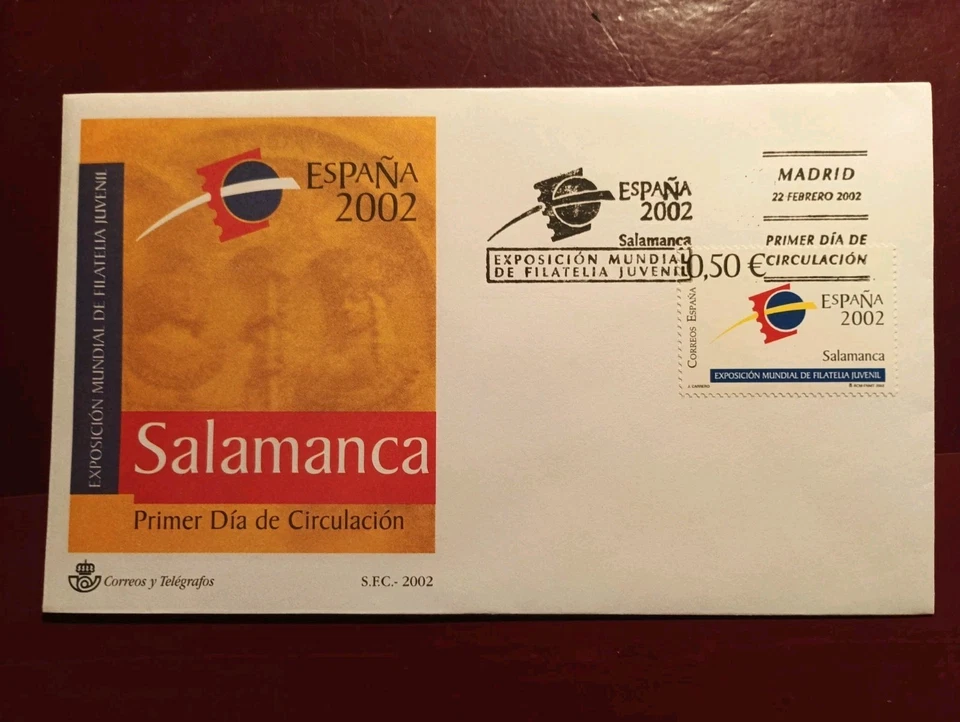 EXPOSICIÓN MUNDIAL DE FILATELIA JUVENIL
ESPAÑA
2002
Salamanca
Primer Día de Circulación
Correos y Telégrafos
S.F.C.- 2002
ESPAÑA
2002
Salamanca
EXPOSICIÓN MUNDIAL
DE FILATELIA JUVENIL
MADRID
22 FEBRERO 2002
PRIMER DÍA DE
CIRCULACIÓN
0,50 €
CORREOS ESPAÑA
ESPAÑA
2002
Salamanca
EXPOSICIÓN MUNDIAL DE FILATELIA JUVENIL
J. CARRERO